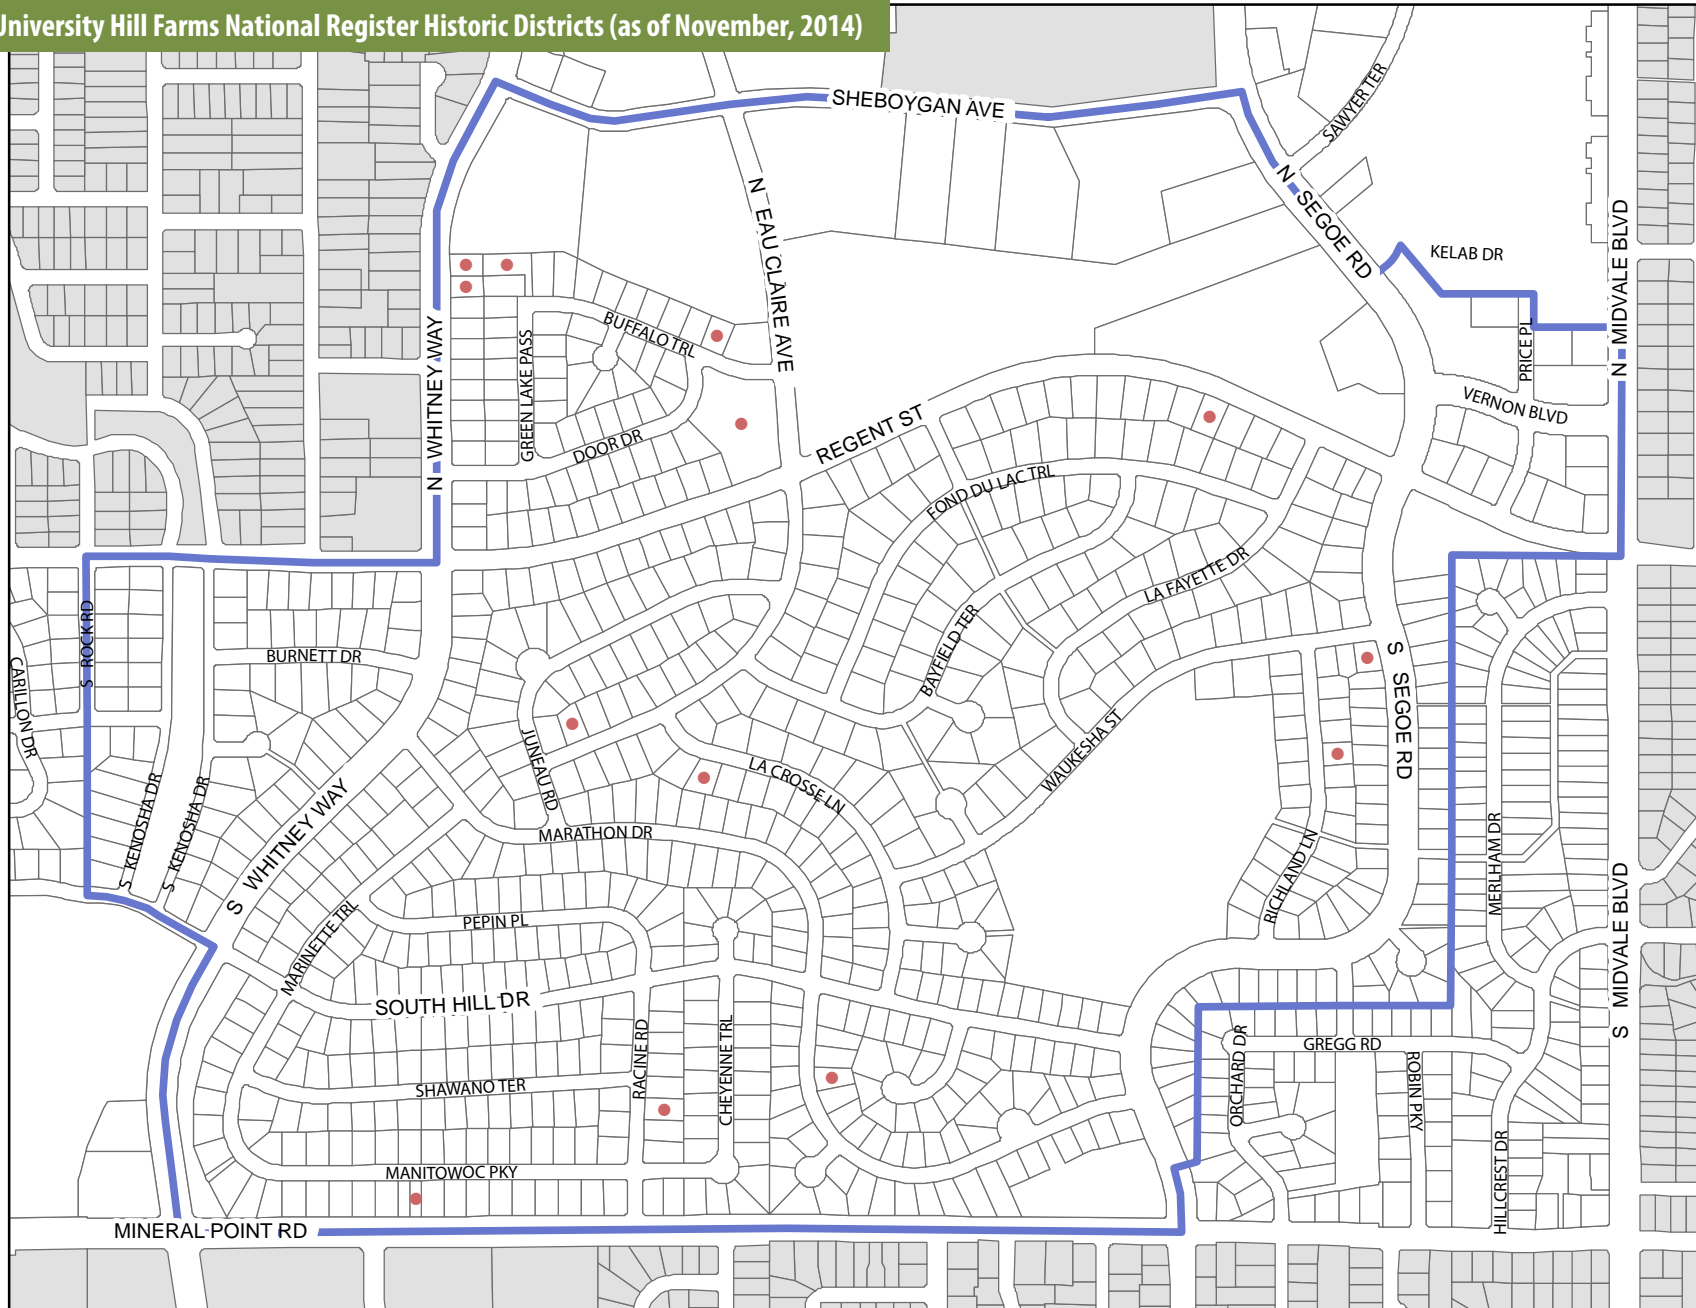 University Hill Farms National Register Historic Districts (as of November, 2014)
SHEBOYGAN AVE
SAWYER TER
N EAU CLAIRE AVE
N SEGOE RD
KELAB DR
N MIDVALE BLVD
PRICE PL
VERNON BLVD
N WHITNEY WAY
GREEN LAKE PASS
BUFFALO TRL
DOOR DR
REGENT ST
FOND DU LAC TRL
LA FAYETTE DR
BAYFIELD TER
S ROCK RD
BURNETT DR
CARILLON DR
S KENOSHA DR
S KENOSHA DR
S WHITNEY WAY
JUNEAU RD
LA CROSSE LN
WAUKESHA ST
S SEGOE RD
MARATHON DR
RICHLAND LN
MERLHAM DR
S MIDVALE BLVD
PEPIN PL
MARINETTE TRL
SOUTH HILL DR
RACINE RD
CHEYENNE TRL
ORCHARD DR
GREGG RD
ROBIN PKY
SHAWANO TER
HILLCREST DR
MANITOWOC PKY
MINERAL POINT RD